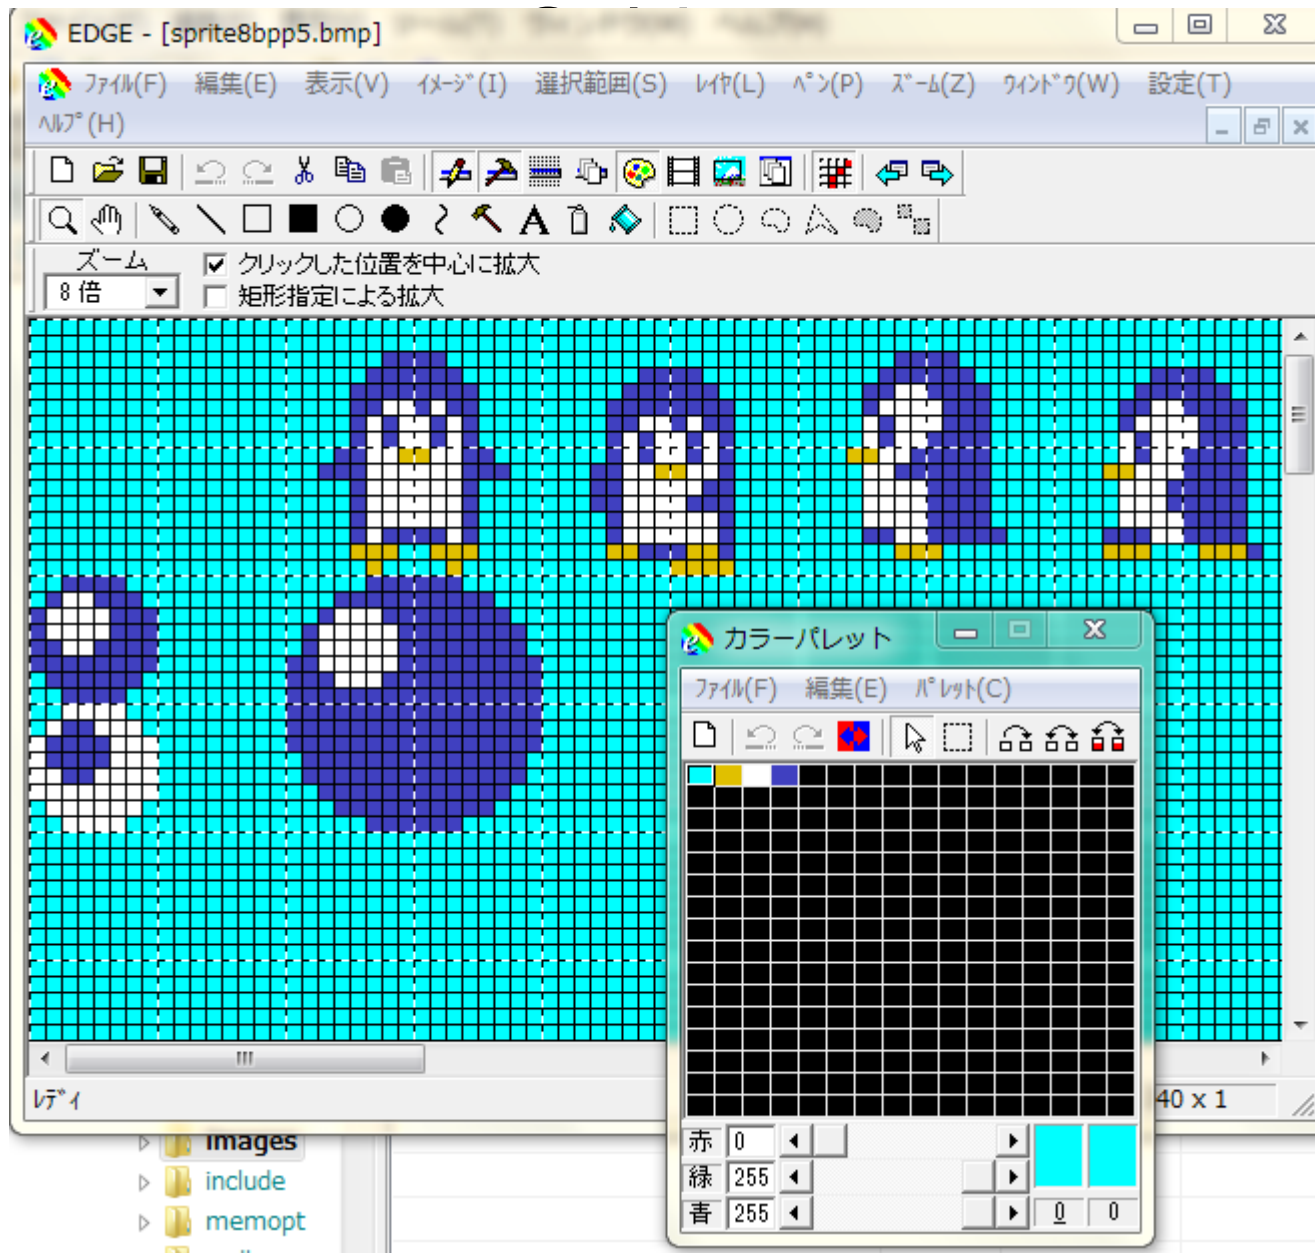 EDGE - [sprite8bpp5.bmp]
ﾌｧｲﾙ(F) 編集(E) 表示(V) ｲﾒｰｼﾞ(I) 選択範囲(S) ﾚｲﾔ(L) ﾍﾟﾝ(P) ｽﾞｰﾑ(Z) ｳｨﾝﾄﾞｳ(W) 設定(T)
ﾍﾙﾌﾟ(H)
ズーム
8倍
クリックした位置を中心に拡大
矩形指定による拡大
カラーパレット
ﾌｧｲﾙ(F) 編集(E) ﾊﾟﾚｯﾄ(C)
赤 0
緑 255
青 255 0 0
ﾚﾃﾞｨ
40 x 1
images
include
memopt